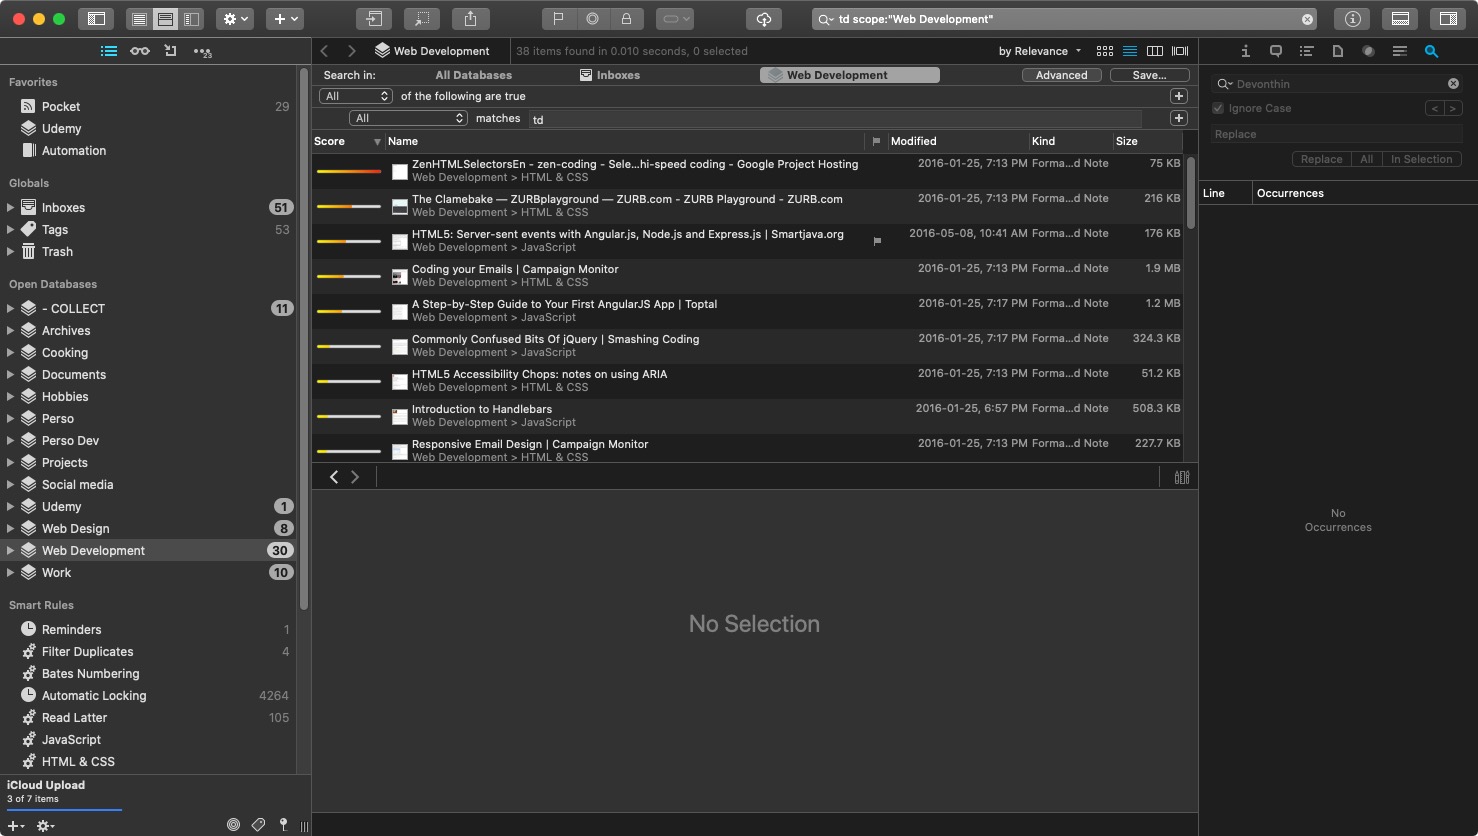 td scope:"Web Development"
23
Web Development
38 items found in 0.010 seconds, 0 selected
by Relevance
Favorites
Pocket 29
Udemy
Automation
Globals
Inboxes 51
Tags 53
Trash
Open Databases
- COLLECT 11
Archives
Cooking
Documents
Hobbies
Perso
Perso Dev
Projects
Social media
Udemy 1
Web Design 8
Web Development 30
Work 10
Smart Rules
Reminders 1
Filter Duplicates 4
Bates Numbering
Automatic Locking 4264
Read Latter 105
JavaScript
HTML & CSS
iCloud Upload
3 of 7 items
Search in: All Databases Inboxes Web Development Advanced Save...
All of the following are true
All matches td
Score Name Modified Kind Size
ZenHTMLSelectorsEn - zen-coding - Sele...hi-speed coding - Google Project Hosting 2016-01-25, 7:13 PM Forma...d Note 75 KB
Web Development > HTML & CSS
The Clamebake — ZURBplayground — ZURB.com - ZURB Playground - ZURB.com 2016-01-25, 7:13 PM Forma...d Note 216 KB
Web Development > HTML & CSS
HTML5: Server-sent events with Angular.js, Node.js and Express.js | Smartjava.org 2016-05-08, 10:41 AM Forma...d Note 176 KB
Web Development > JavaScript
Coding your Emails | Campaign Monitor 2016-01-25, 7:13 PM Forma...d Note 1.9 MB
Web Development > HTML & CSS
A Step-by-Step Guide to Your First AngularJS App | Toptal 2016-01-25, 7:17 PM Forma...d Note 1.2 MB
Web Development > JavaScript
Commonly Confused Bits Of jQuery | Smashing Coding 2016-01-25, 7:17 PM Forma...d Note 324.3 KB
Web Development > JavaScript
HTML5 Accessibility Chops: notes on using ARIA 2016-01-25, 7:13 PM Forma...d Note 51.2 KB
Web Development > HTML & CSS
Introduction to Handlebars 2016-01-25, 6:57 PM Forma...d Note 508.3 KB
Web Development > JavaScript
Responsive Email Design | Campaign Monitor 2016-01-25, 7:13 PM Forma...d Note 227.7 KB
Web Development > HTML & CSS
No Selection
Devonthin
Ignore Case < >
Replace
Replace All In Selection
Line Occurrences
No
Occurrences